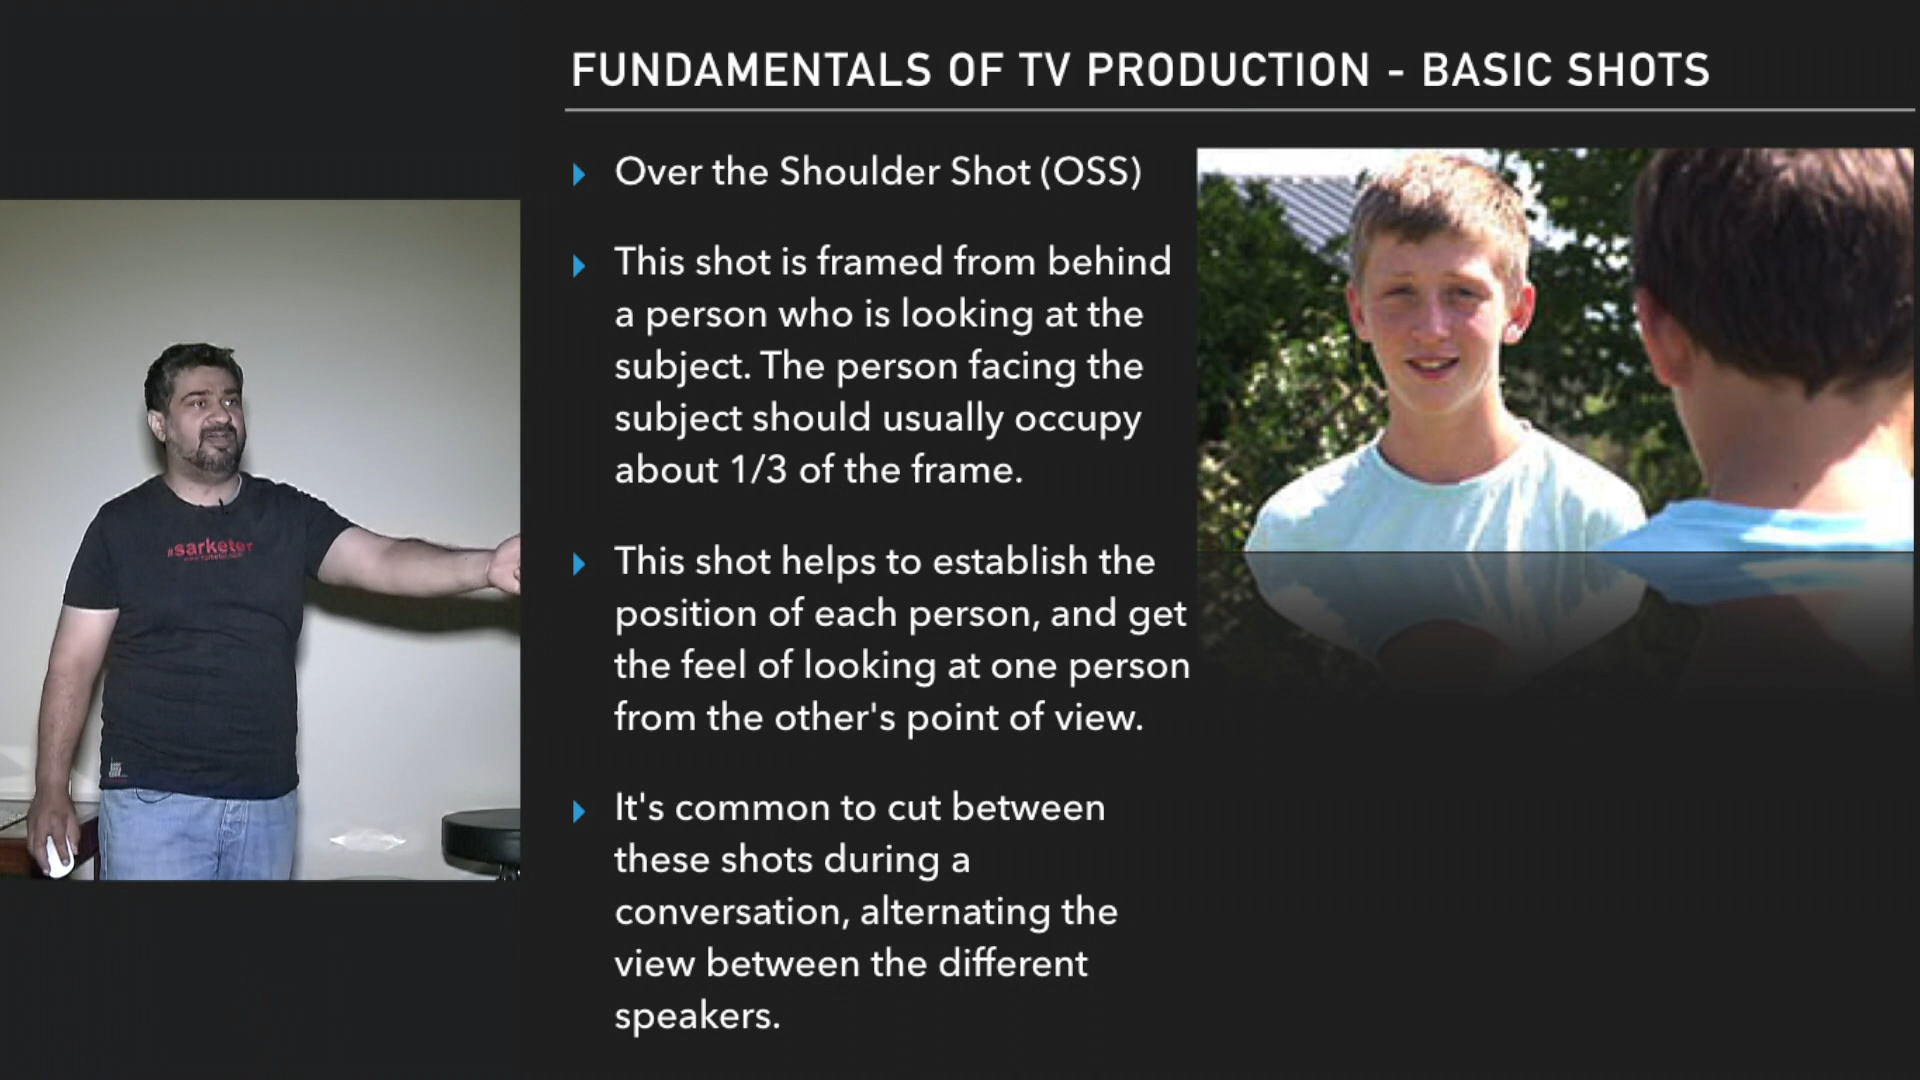 FUNDAMENTALS OF TV PRODUCTION - BASIC SHOTS
Over the Shoulder Shot (OSS)
This shot is framed from behind
a person who is looking at the
subject. The person facing the
subject should usually occupy
about 1/3 of the frame.
This shot helps to establish the
position of each person, and get
the feel of looking at one person
from the other's point of view.
It's common to cut between
these shots during a
conversation, alternating the
view between the different
speakers.
#sarketer